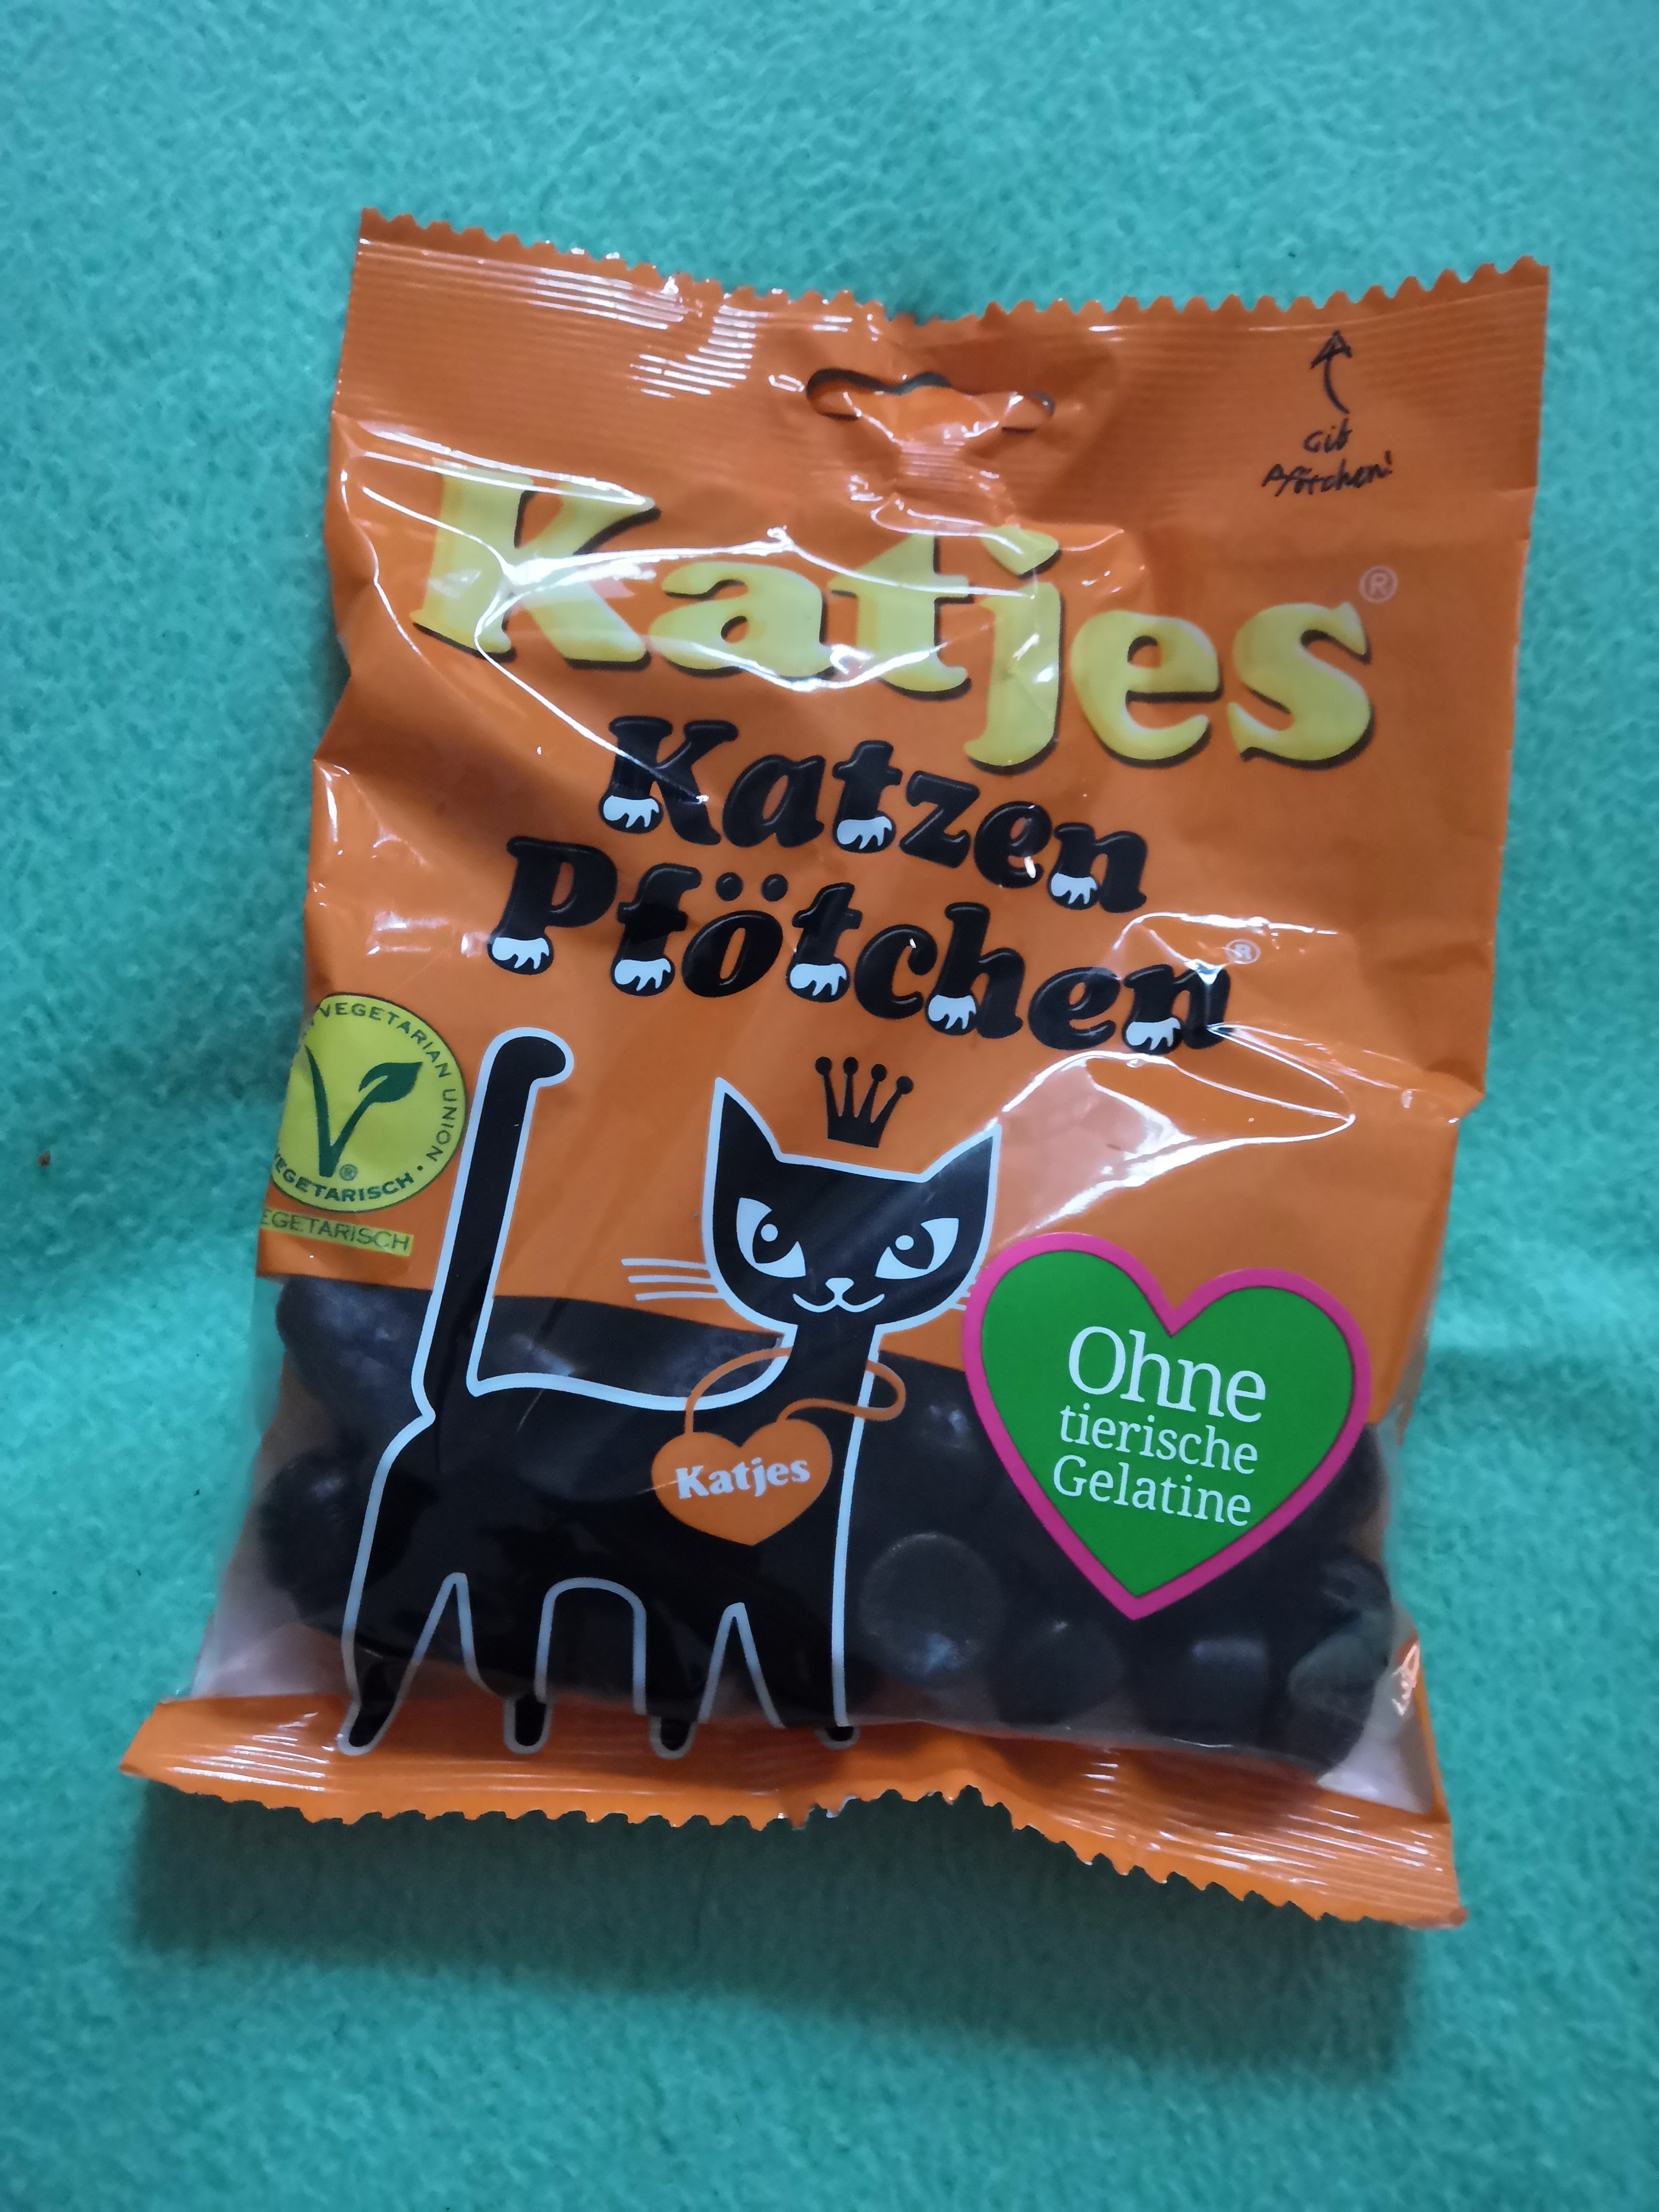 Gib
Pfötchen!
Katjes®
Katzen
Pfötchen®
VEGETARIAN UNION · VEGETARISCH ·
®
VEGETARISCH
Katjes
Ohne
tierische
Gelatine